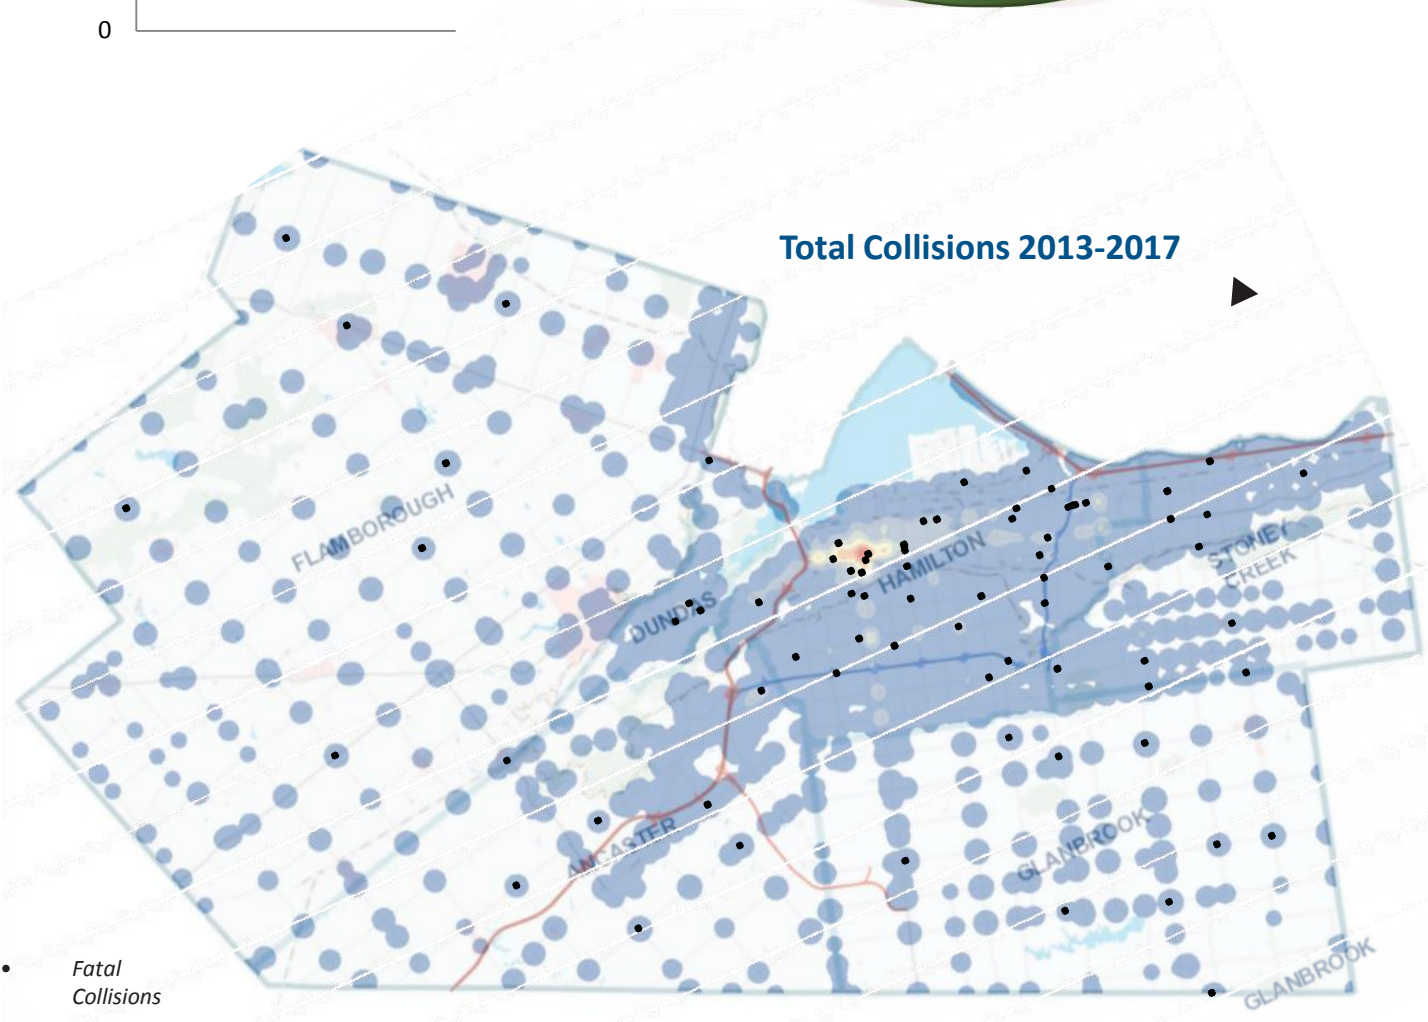 0
Total Collisions 2013-2017
FLAMBOROUGH
DUNDAS
HAMILTON
STONEY
CREEK
ANCASTER
GLANBROOK
GLANBROOK
Fatal
Collisions